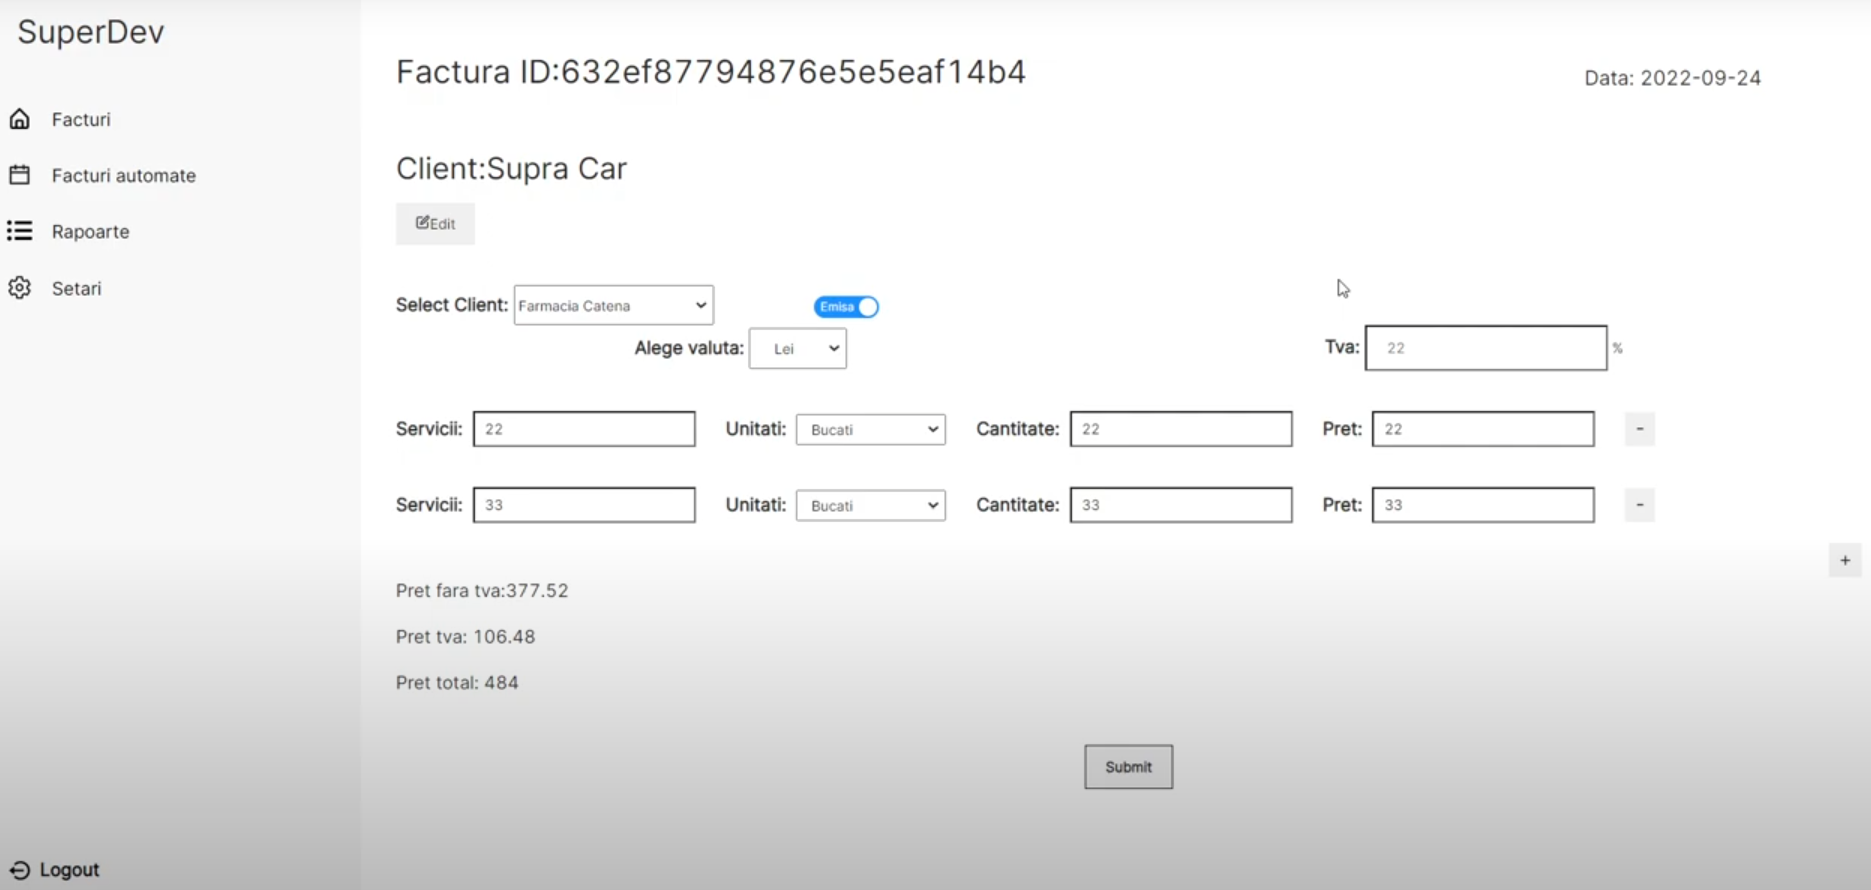 SuperDev
Facturi
Facturi automate
Rapoarte
Setari
Logout
Factura ID:632ef87794876e5e5eaf14b4
Data: 2022-09-24
Client:Supra Car
Edit
Select Client: Farmacia Catena
Emisa
Alege valuta: Lei
Tva: 22 %
Servicii: 22 Unitati: Bucati Cantitate: 22 Pret: 22 -
Servicii: 33 Unitati: Bucati Cantitate: 33 Pret: 33 -
+
Pret fara tva:377.52
Pret tva: 106.48
Pret total: 484
Submit